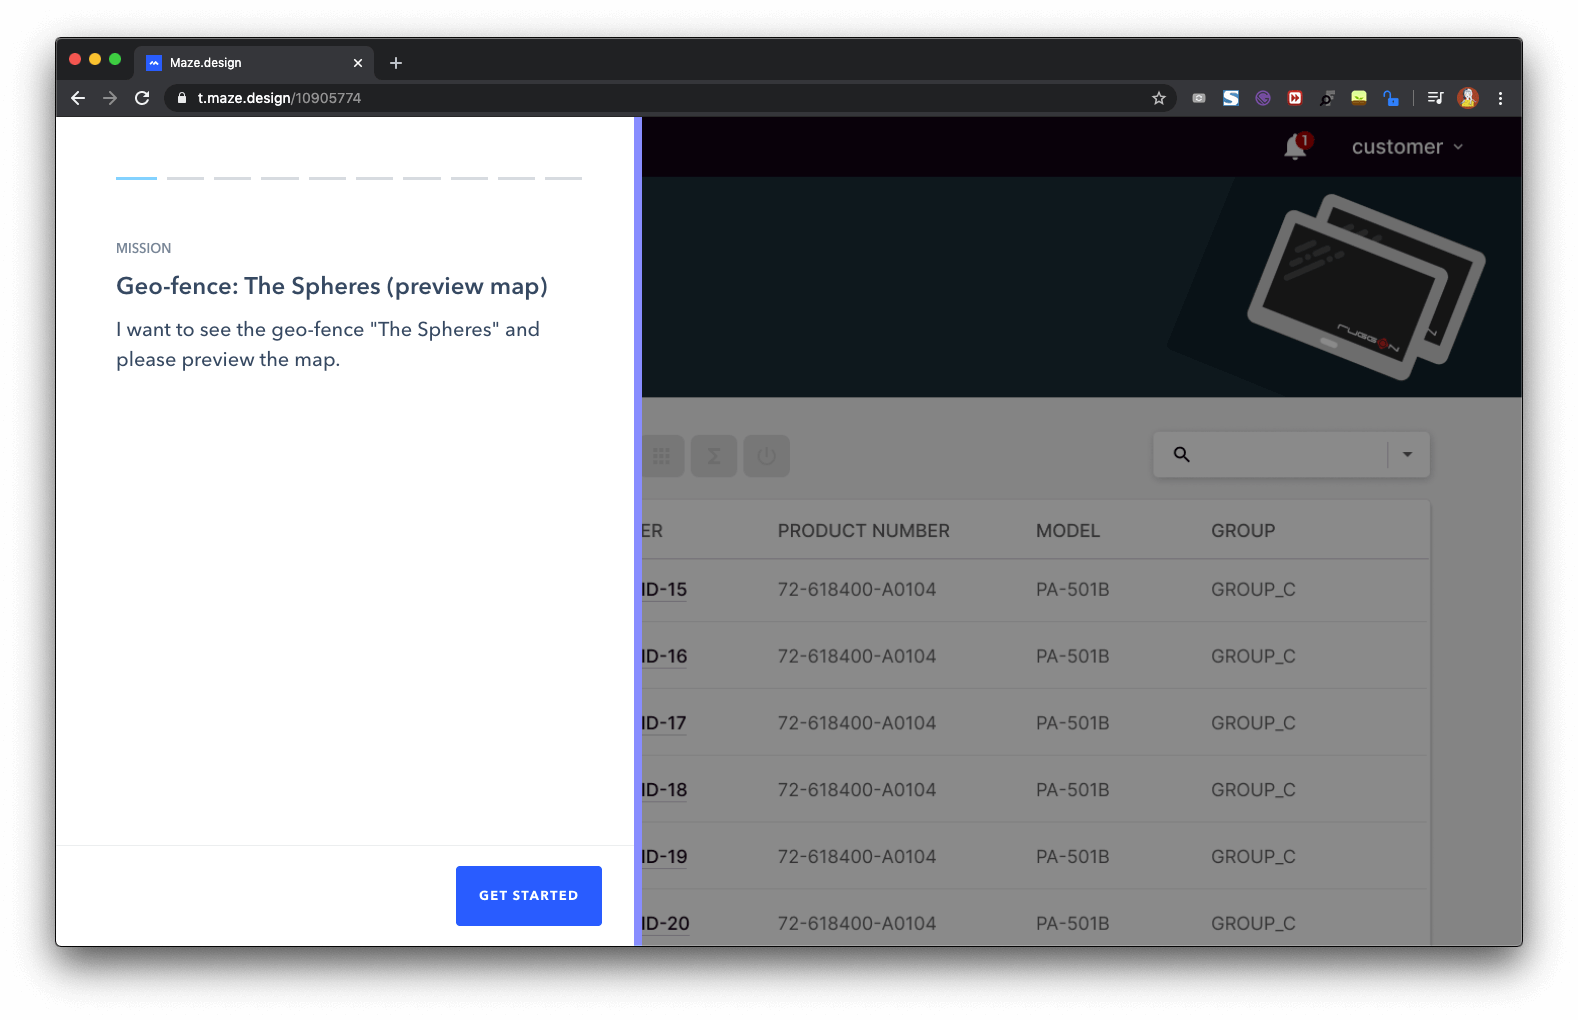 Maze.design
t.maze.design/10905774
1
customer
MISSION
Geo-fence: The Spheres (preview map)
I want to see the geo-fence "The Spheres" and
please preview the map.
RUGGON
ER PRODUCT NUMBER MODEL GROUP
ID-15 72-618400-A0104 PA-501B GROUP_C
ID-16 72-618400-A0104 PA-501B GROUP_C
ID-17 72-618400-A0104 PA-501B GROUP_C
ID-18 72-618400-A0104 PA-501B GROUP_C
ID-19 72-618400-A0104 PA-501B GROUP_C
ID-20 72-618400-A0104 PA-501B GROUP_C
GET STARTED